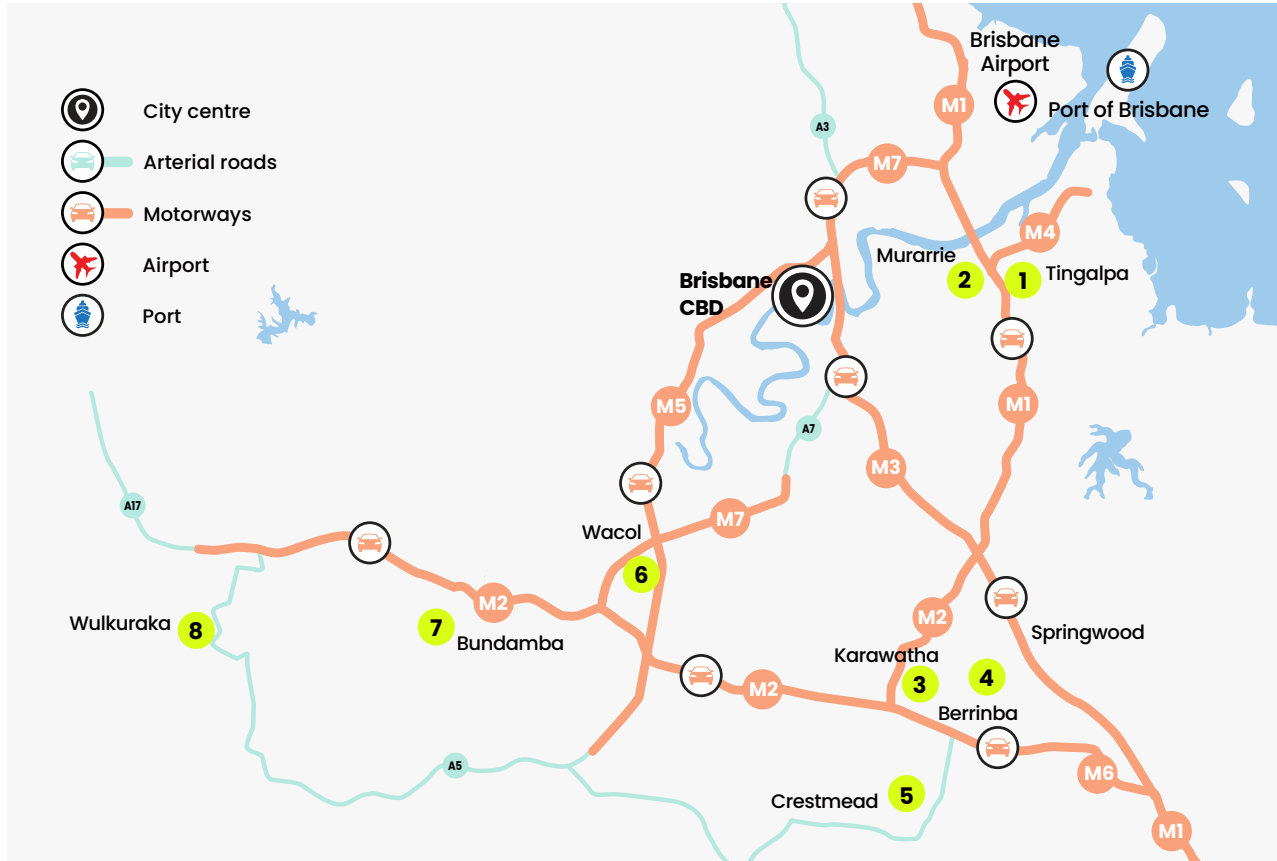 City centre
Arterial roads
Motorways
Airport
Port
Brisbane
Airport
Port of Brisbane
M1
A3
M7
M4
Murarrie
2
1
Tingalpa
Brisbane
CBD
M5
M1
A7
M3
A17
M7
Wacol
6
M2
M2
Wulkuraka
8
7
Bundamba
Springwood
Karawatha
3
4
M2
Berrinba
A5
M6
Crestmead
5
M1